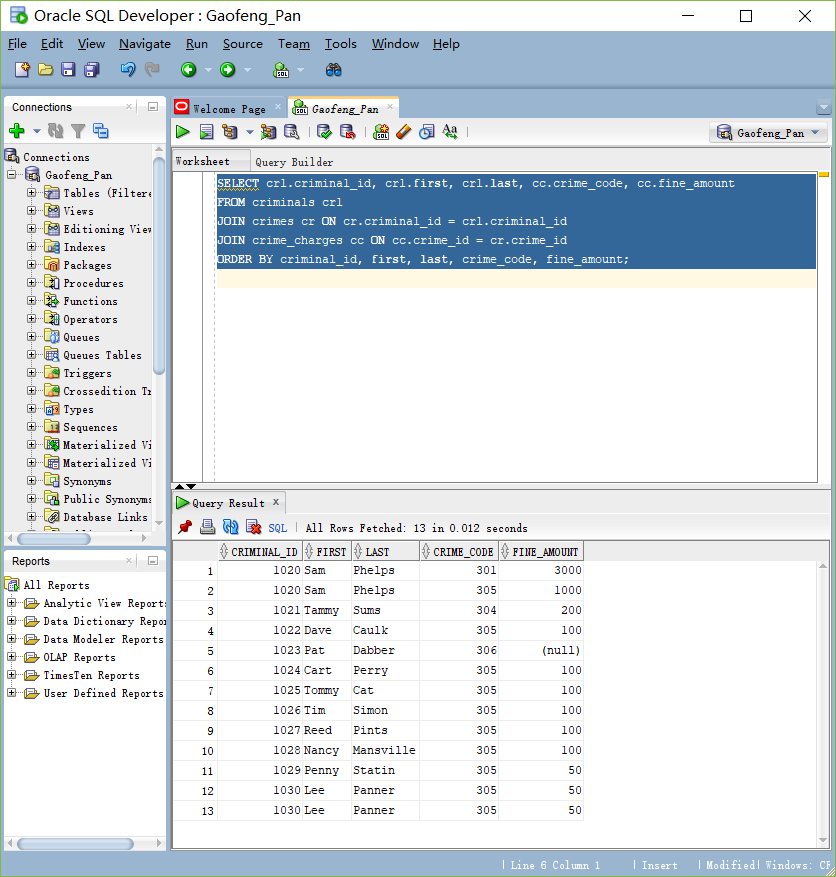 Oracle SQL Developer : Gaofeng_Pan
File Edit View Navigate Run Source Team Tools Window Help
Connections
Connections
Gaofeng_Pan
Tables (Filtere
Views
Editioning View
Indexes
Packages
Procedures
Functions
Operators
Queues
Queues Tables
Triggers
Crossedition Tr
Types
Sequences
Materialized Vi
Materialized Vi
Synonyms
Public Synonyms
Database Links
Reports
All Reports
Analytic View Reports
Data Dictionary Repor
Data Modeler Reports
OLAP Reports
TimesTen Reports
User Defined Reports
Welcome Page Gaofeng_Pan
Gaofeng_Pan
Worksheet Query Builder
SELECT crl.criminal_id, crl.first, crl.last, cc.crime_code, cc.fine_amount
FROM criminals crl
JOIN crimes cr ON cr.criminal_id = crl.criminal_id
JOIN crime_charges cc ON cc.crime_id = cr.crime_id
ORDER BY criminal_id, first, last, crime_code, fine_amount;
Query Result
SQL All Rows Fetched: 13 in 0.012 seconds
CRIMINAL_ID FIRST LAST CRIME_CODE FINE_AMOUNT
1 1020 Sam Phelps 301 3000
2 1020 Sam Phelps 305 1000
3 1021 Tammy Sums 304 200
4 1022 Dave Caulk 305 100
5 1023 Pat Dabber 306 (null)
6 1024 Cart Perry 305 100
7 1025 Tommy Cat 305 100
8 1026 Tim Simon 305 100
9 1027 Reed Pints 305 100
10 1028 Nancy Mansville 305 100
11 1029 Penny Statin 305 50
12 1030 Lee Panner 305 50
13 1030 Lee Panner 305 50
Line 6 Column 1 Insert Modified Windows: CR